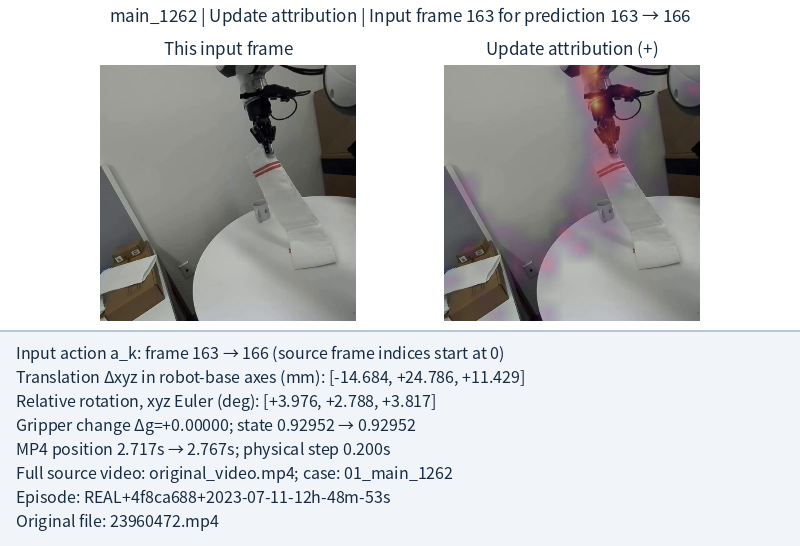 main_1262 | Update attribution | Input frame 163 for prediction 163 → 166
This input frame
Update attribution (+)
Input action a_k: frame 163 → 166 (source frame indices start at 0)
Translation Δxyz in robot-base axes (mm): [-14.684, +24.786, +11.429]
Relative rotation, xyz Euler (deg): [+3.976, +2.788, +3.817]
Gripper change Δg=+0.00000; state 0.92952 → 0.92952
MP4 position 2.717s → 2.767s; physical step 0.200s
Full source video: original_video.mp4; case: 01_main_1262
Episode: REAL+4f8ca688+2023-07-11-12h-48m-53s
Original file: 23960472.mp4